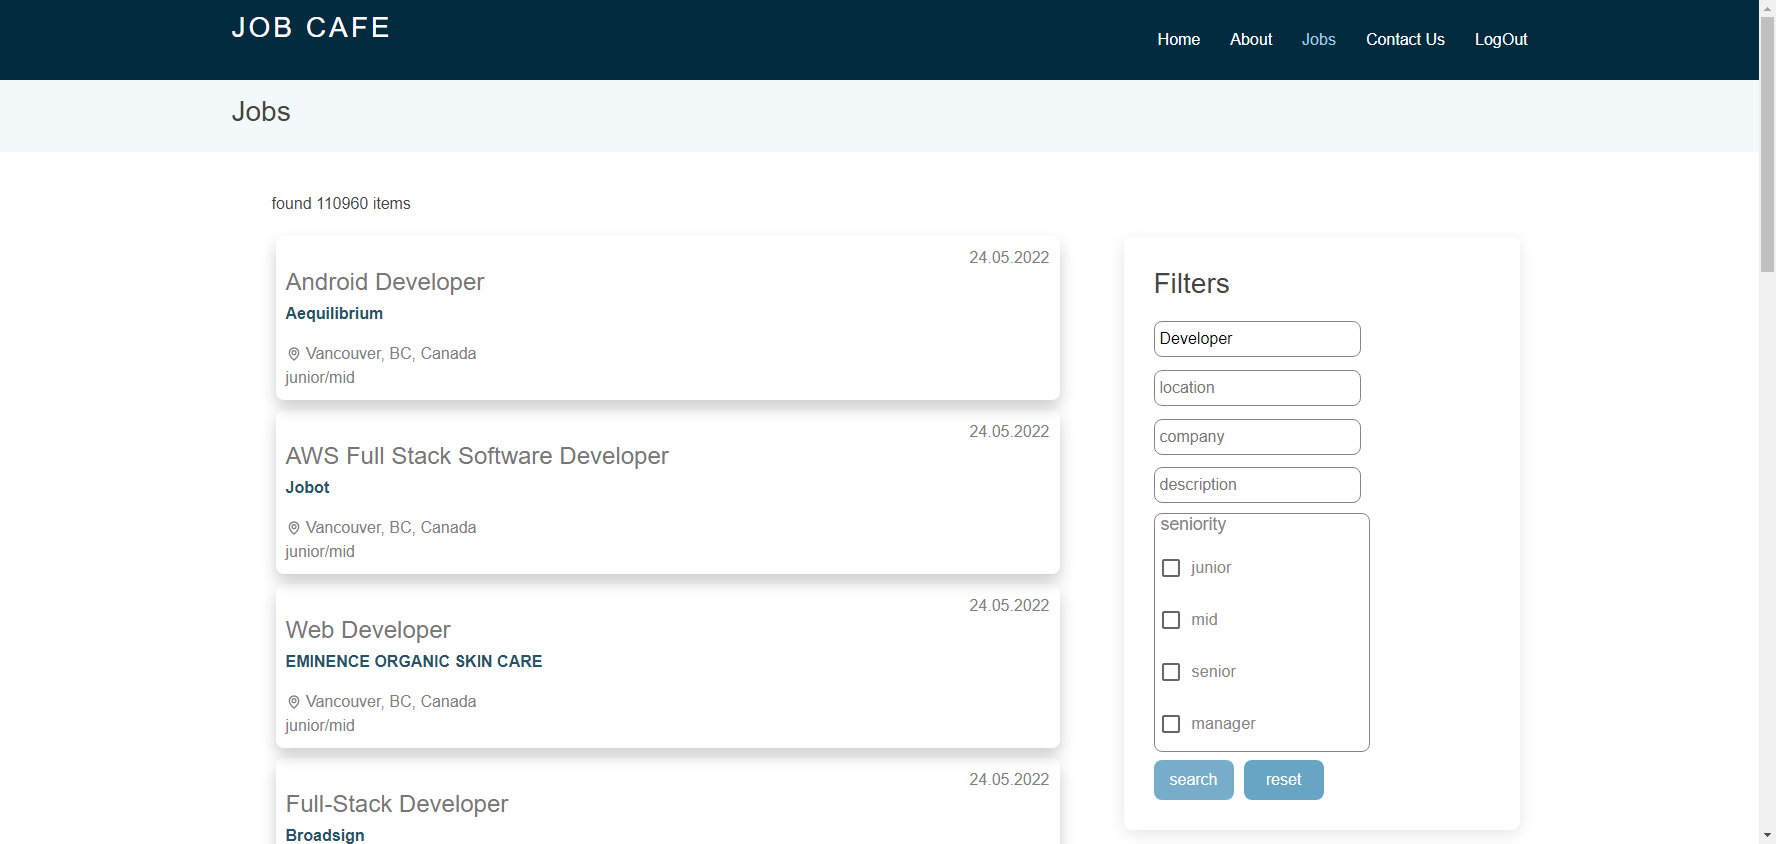 JOB CAFE
Home About Jobs Contact Us LogOut
Jobs
found 110960 items
24.05.2022
Android Developer
Aequilibrium
Vancouver, BC, Canada
junior/mid
24.05.2022
AWS Full Stack Software Developer
Jobot
Vancouver, BC, Canada
junior/mid
24.05.2022
Web Developer
EMINENCE ORGANIC SKIN CARE
Vancouver, BC, Canada
junior/mid
24.05.2022
Full-Stack Developer
Broadsign
Filters
Developer
location
company
description
seniority
junior
mid
senior
manager
search reset